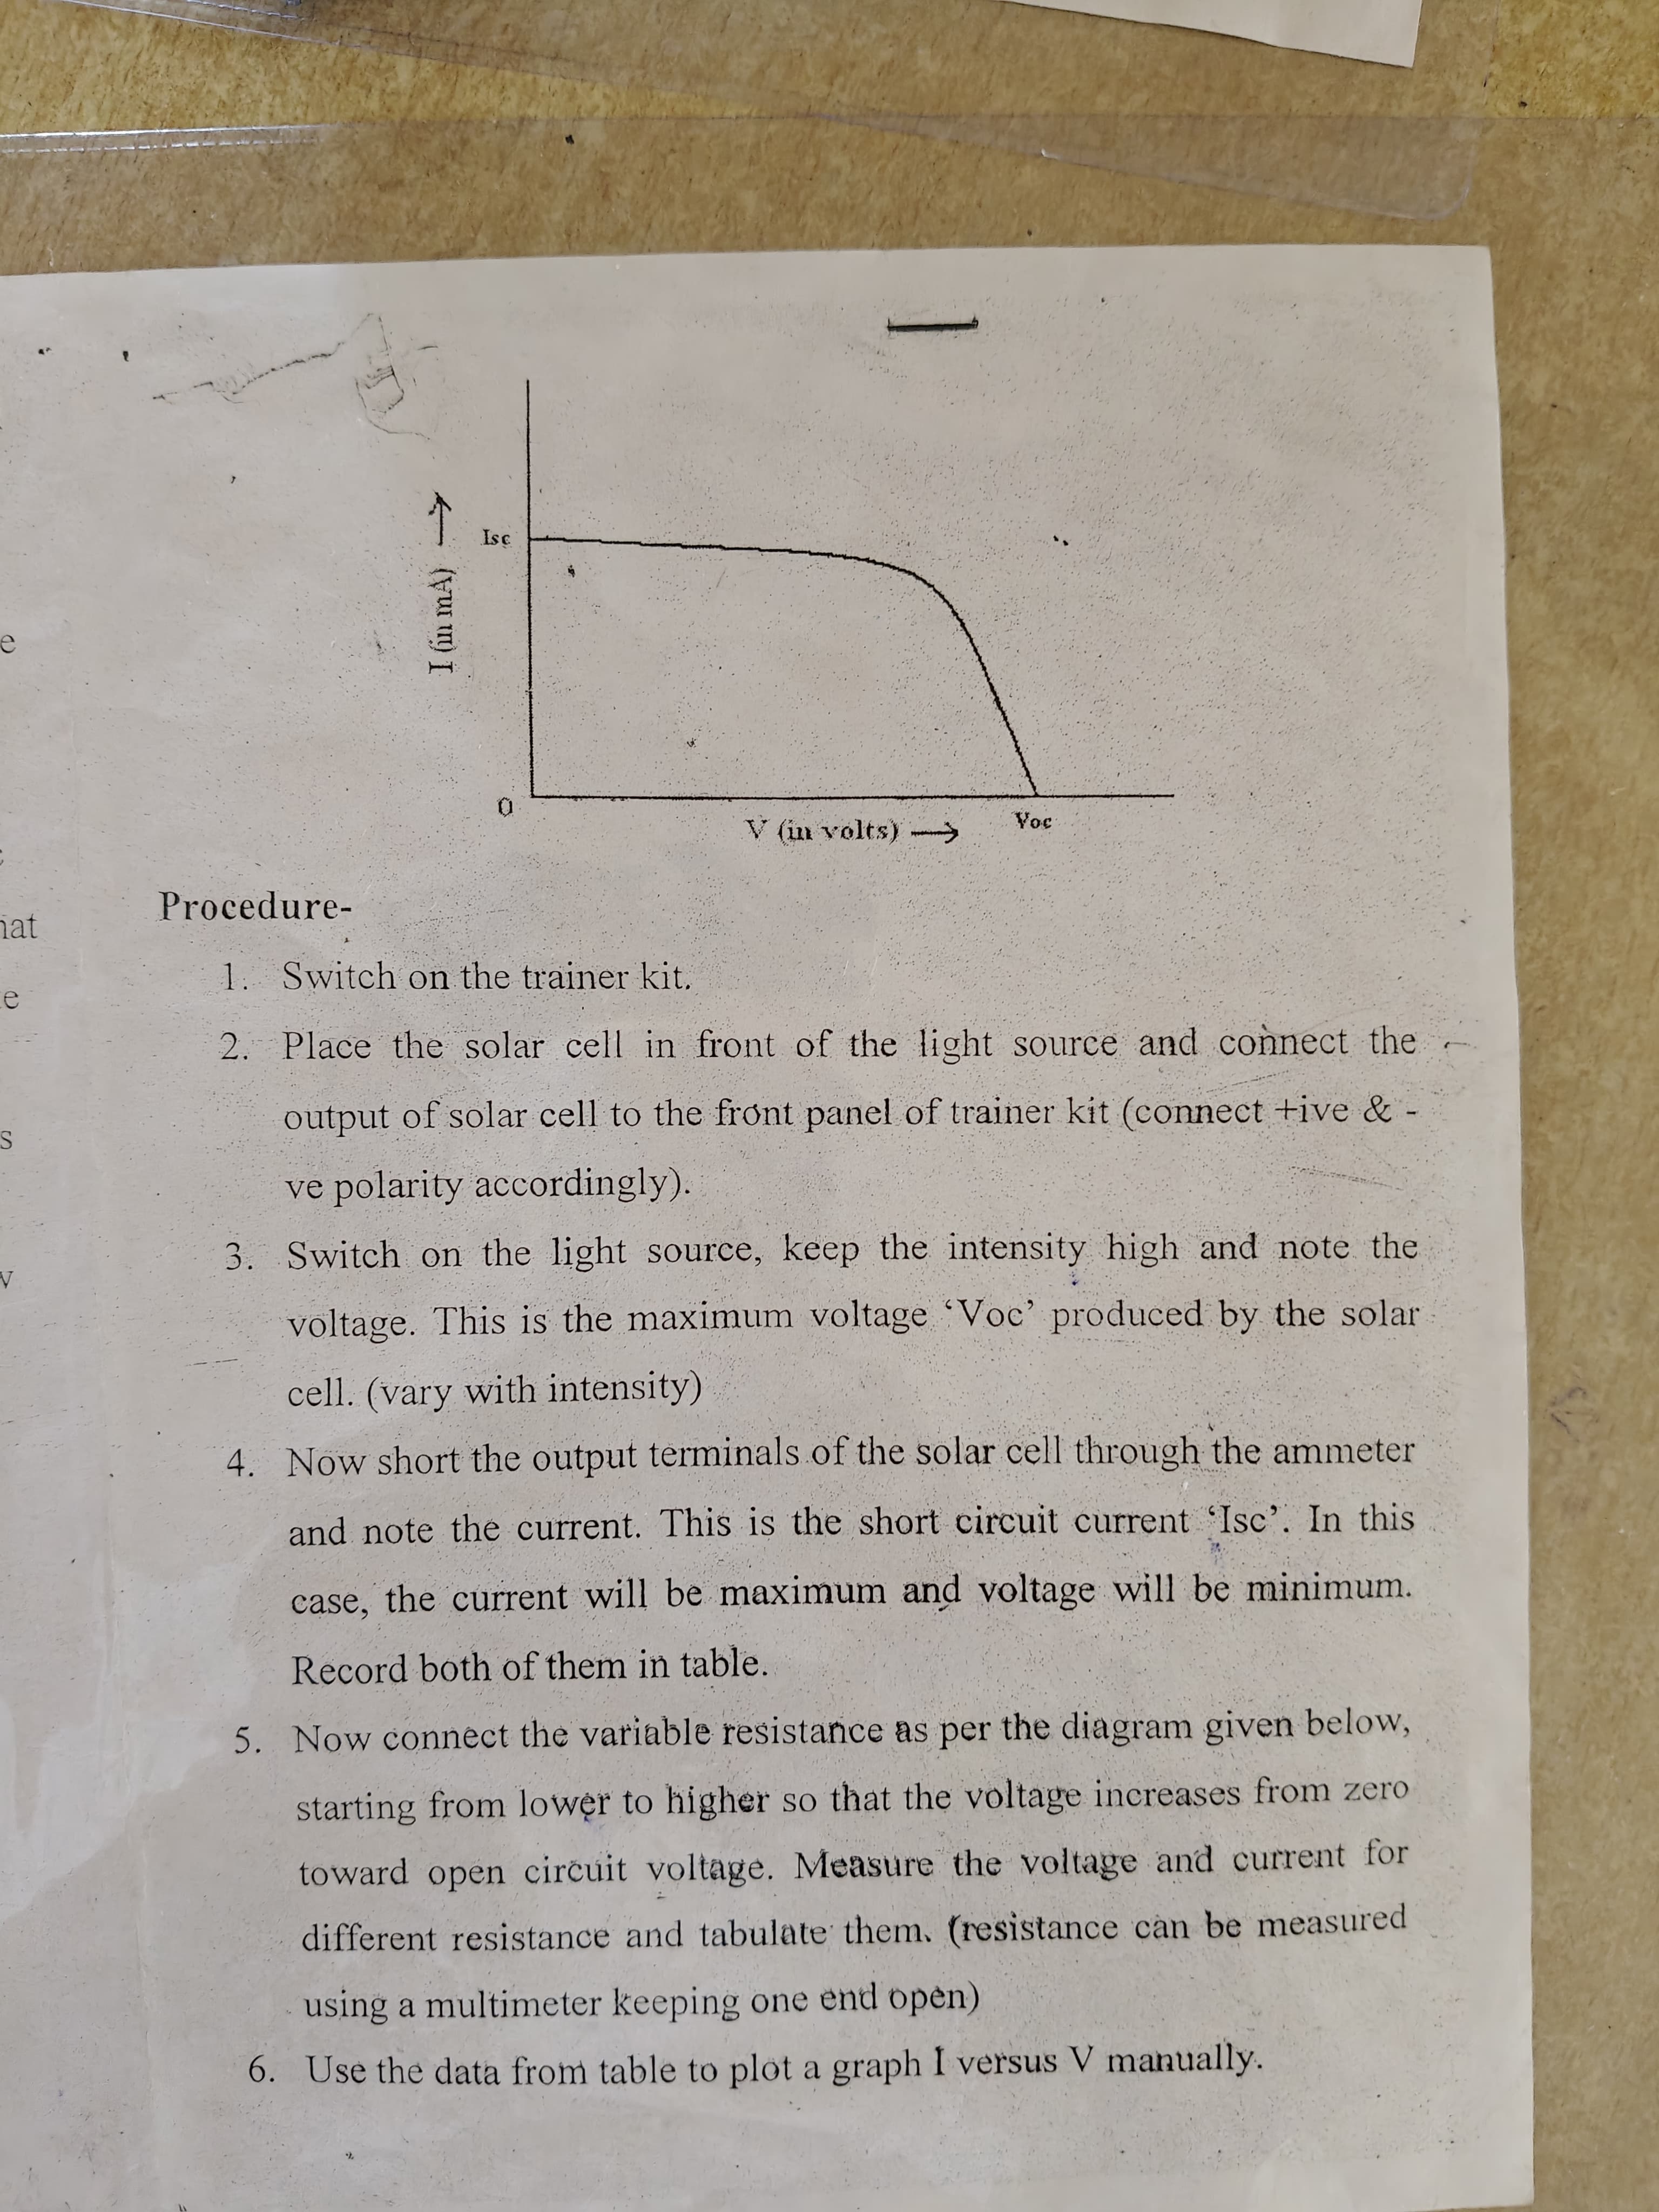 Isc
I (in mA)
O
V (in volts)
Voc
Procedure-
1. Switch on the trainer kit.
2. Place the solar cell in front of the light source and connect the
output of solar cell to the front panel of trainer kit (connect +ive & -
ve polarity accordingly).
3. Switch on the light source, keep the intensity high and note the
voltage. This is the maximum voltage ‘Voc’ produced by the solar
cell. (vary with intensity)
4. Now short the output terminals of the solar cell through the ammeter
and note the current. This is the short circuit current ‘Isc’. In this
case, the current will be maximum and voltage will be minimum.
Record both of them in table.
5. Now connect the variable resistance as per the diagram given below,
starting from lower to higher so that the voltage increases from zero
toward open circuit voltage. Measure the voltage and current for
different resistance and tabulate them. (resistance can be measured
using a multimeter keeping one end open)
6. Use the data from table to plot a graph I versus V manually.